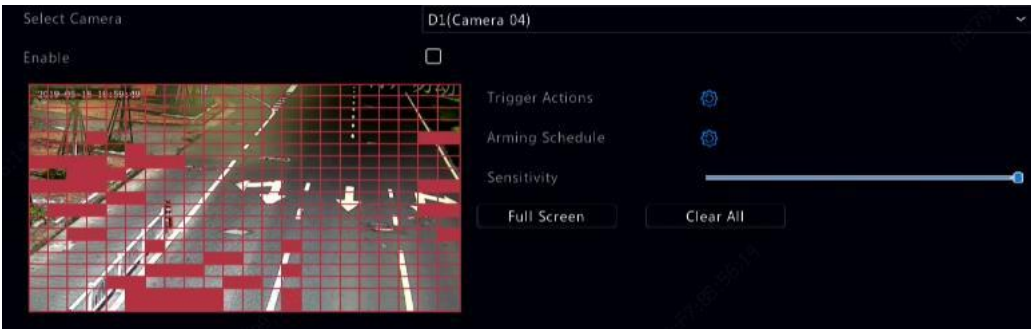 Select Camera
D1(Camera 04)
Enable
Trigger Actions
Arming Schedule
Sensitivity
Full Screen
Clear All